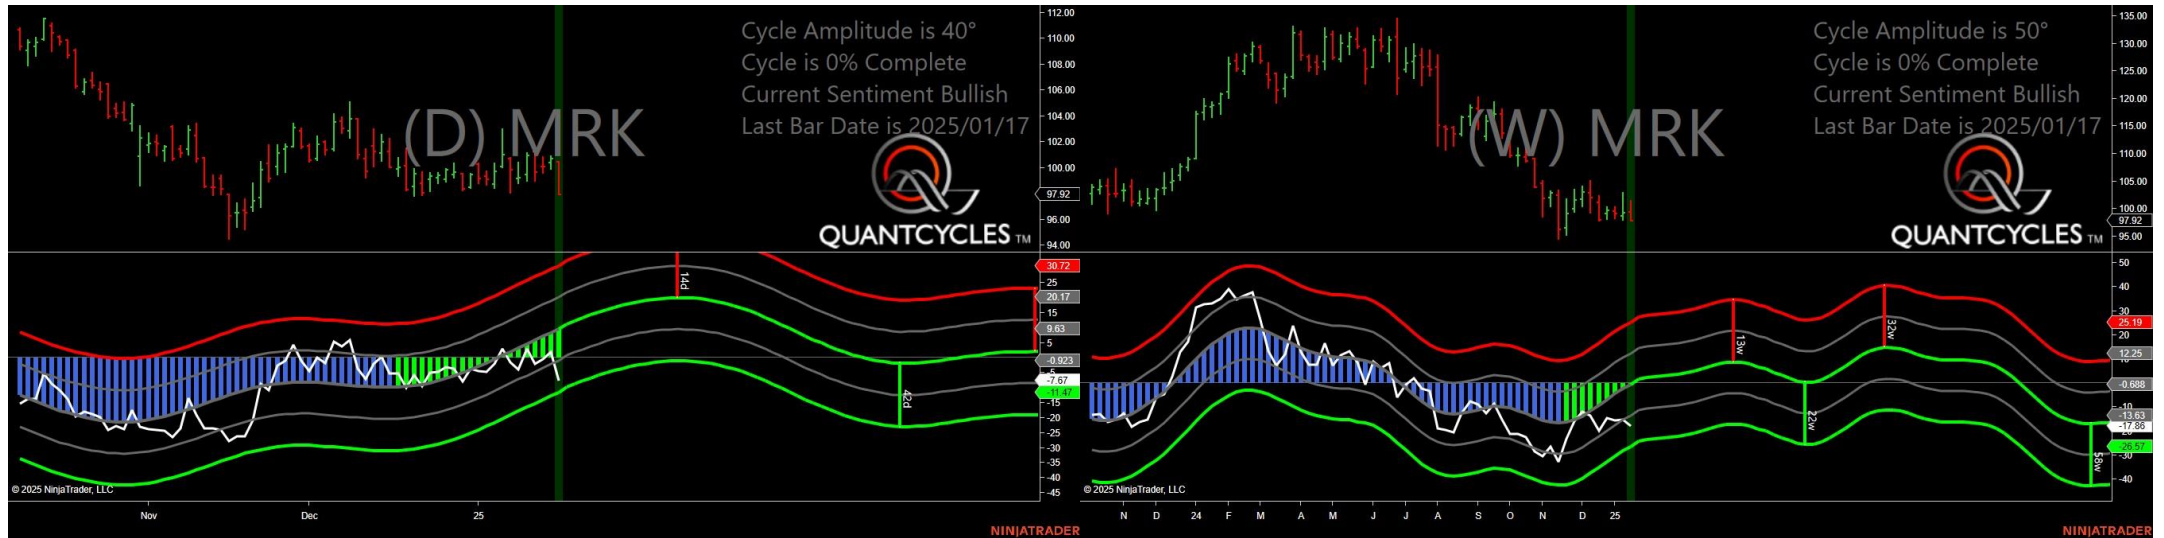 Cycle Amplitude is 40°
Cycle is 0% Complete
Current Sentiment Bullish
Last Bar Date is 2025/01/17
(D) MRK
QUANTCYCLES TM
112.00
110.00
108.00
106.00
104.00
102.00
100.00
97.92
96.00
94.00
30.72
25
20.17
15
9.63
5
-0.923
-5
-7.67
-11.47
-15
-20
-25
-30
-35
-40
-45
14d
42d
© 2025 NinjaTrader, LLC
Nov
Dec
25
NINJATRADER
Cycle Amplitude is 50°
Cycle is 0% Complete
Current Sentiment Bullish
Last Bar Date is 2025/01/17
(W) MRK
QUANTCYCLES TM
135.00
130.00
125.00
120.00
115.00
110.00
105.00
100.00
97.92
95.00
50
40
30
25.19
20
12.25
-0.688
-10
-13.63
-17.86
-26.57
-30
-40
13w
22w
32w
58w
© 2025 NinjaTrader, LLC
N D 24 F M A M J J A S O N D 25
NINJATRADER